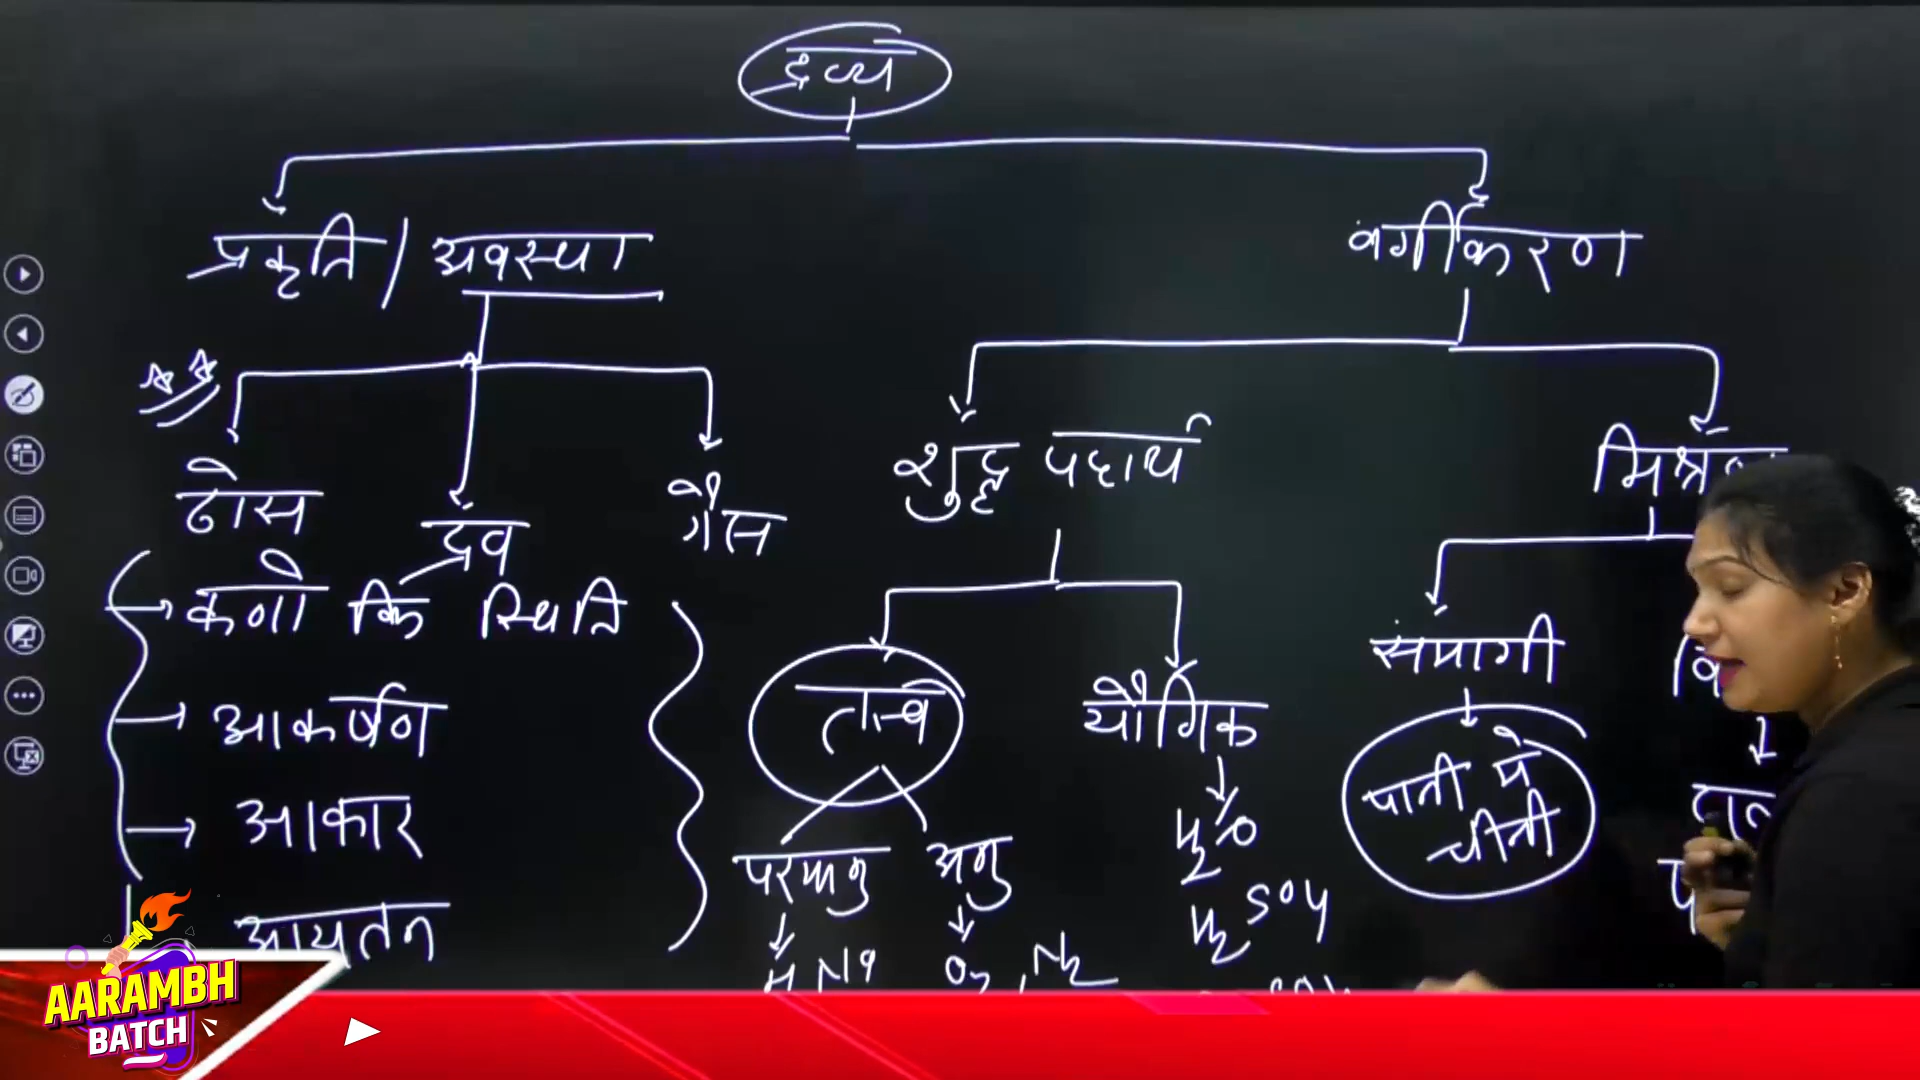 द्रव्य
प्रकृति / अवस्था
वर्गीकरण
ठोस
द्रव
गैस
शुद्ध पदार्थ
कणो कि स्थिति
आकर्षण
आकार
आयतन
तत्व
यौगिक
समांगी
परमाणु
अणु
H Na
O2, N2
H2O
H2SO4
पानी मे
चीनी
AARAMBH
BATCH